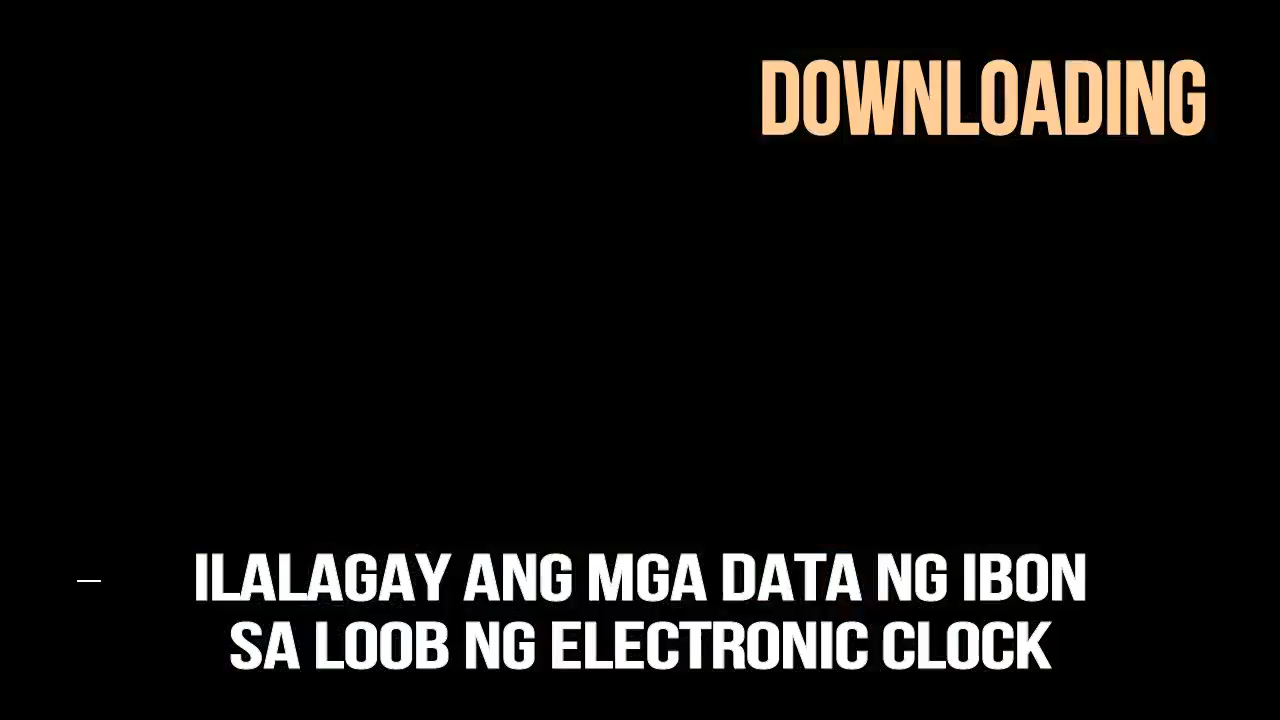 DOWNLOADING
ILALAGAY ANG MGA DATA NG IBON
SA LOOB NG ELECTRONIC CLOCK